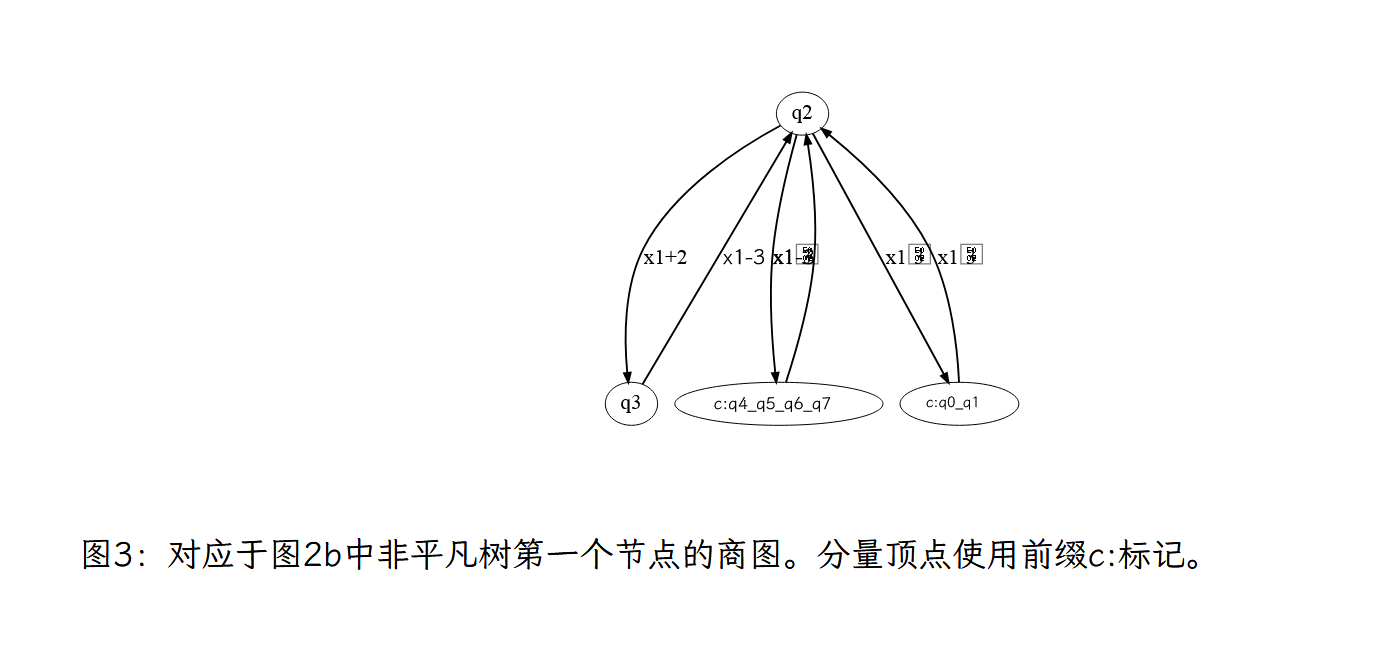 q2
x1+2
x1-3
x1
x1
q3
c:q4_q5_q6_q7
c:q0_q1
图3：对应于图2b中非平凡树第一个节点的商图。分量顶点使用前缀c:标记。